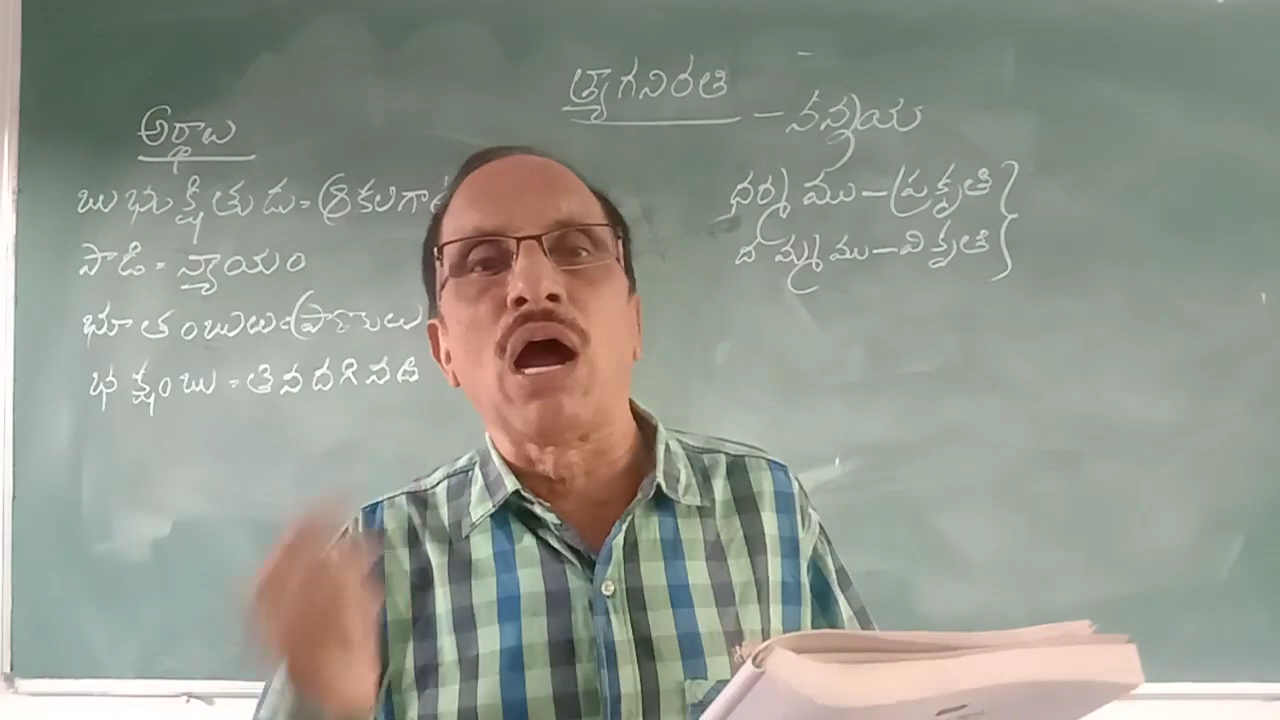 త్యాగనిరతి
- నన్నయ
అర్థాలు
బుభుక్షితుడు = ఆకలిగా
పాడి = న్యాయం
భూతంబులు = ప్రాణులు
భక్షంబు = తినదగినది
ధర్మము - ప్రకృతి }
దమ్మము - వికృతి }